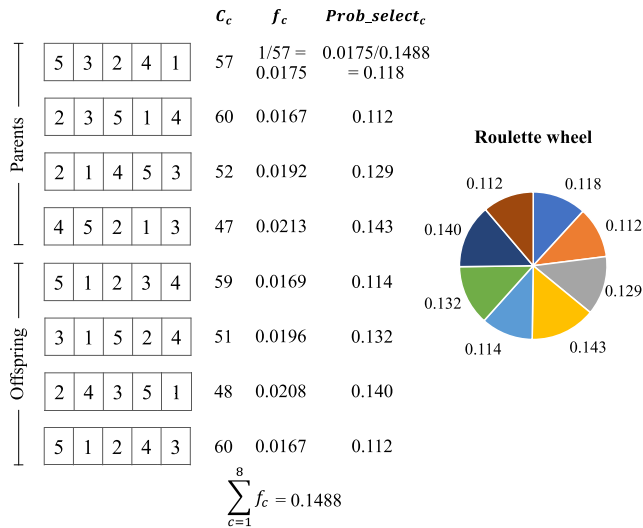 C_c f_c Prob_select_c
Parents
5 3 2 4 1 57 1/57 = 0.0175 0.0175/0.1488 = 0.118
2 3 5 1 4 60 0.0167 0.112
2 1 4 5 3 52 0.0192 0.129
4 5 2 1 3 47 0.0213 0.143
Offspring
5 1 2 3 4 59 0.0169 0.114
3 1 5 2 4 51 0.0196 0.132
2 4 3 5 1 48 0.0208 0.140
5 1 2 4 3 60 0.0167 0.112
8
∑ f_c = 0.1488
c=1
Roulette wheel
0.118
0.112
0.129
0.143
0.114
0.132
0.140
0.112